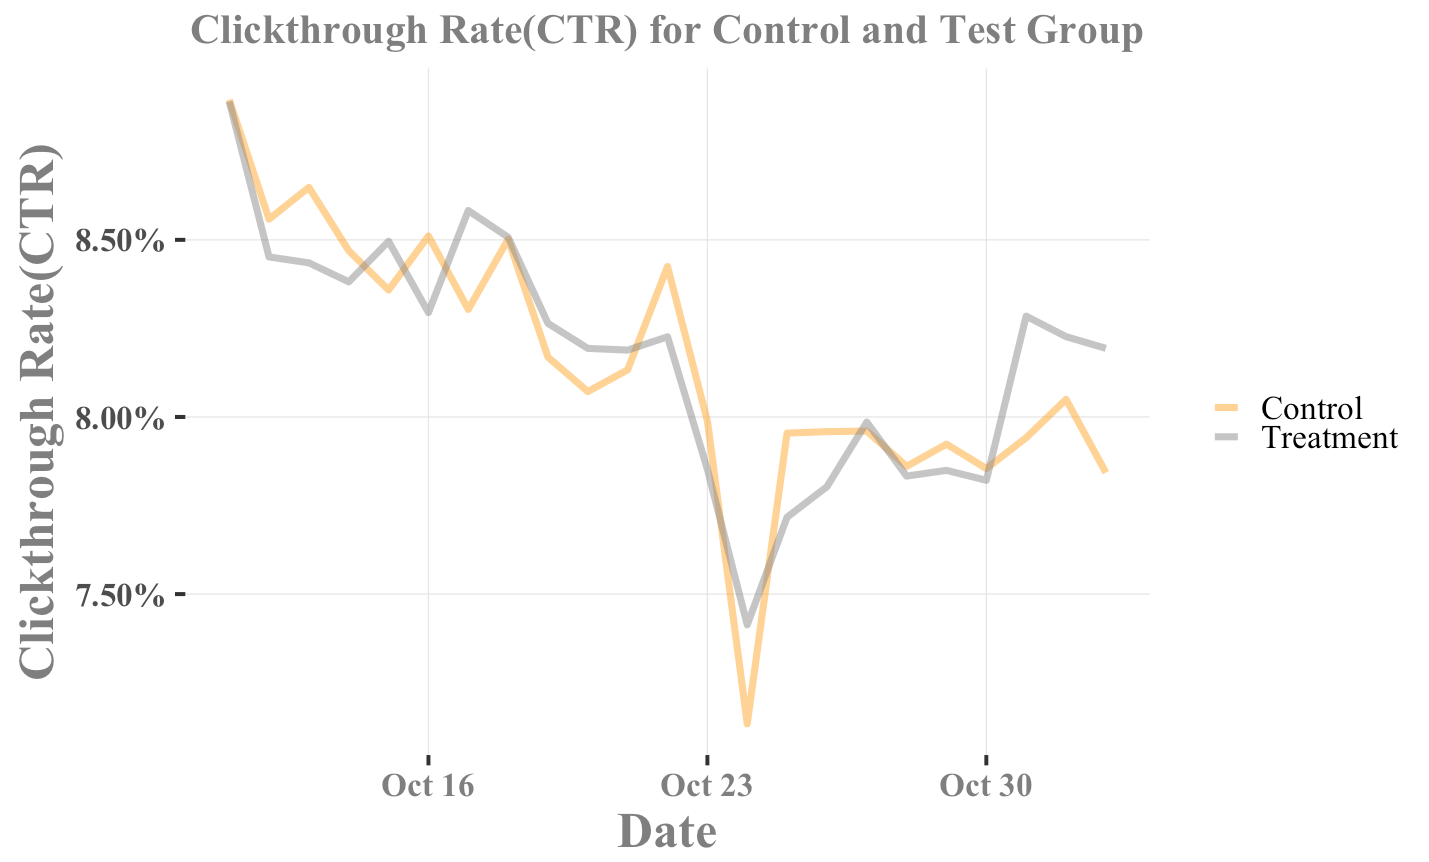 Clickthrough Rate(CTR) for Control and Test Group
Clickthrough Rate(CTR)
8.50%
8.00%
7.50%
Oct 16
Oct 23
Oct 30
Date
Control
Treatment